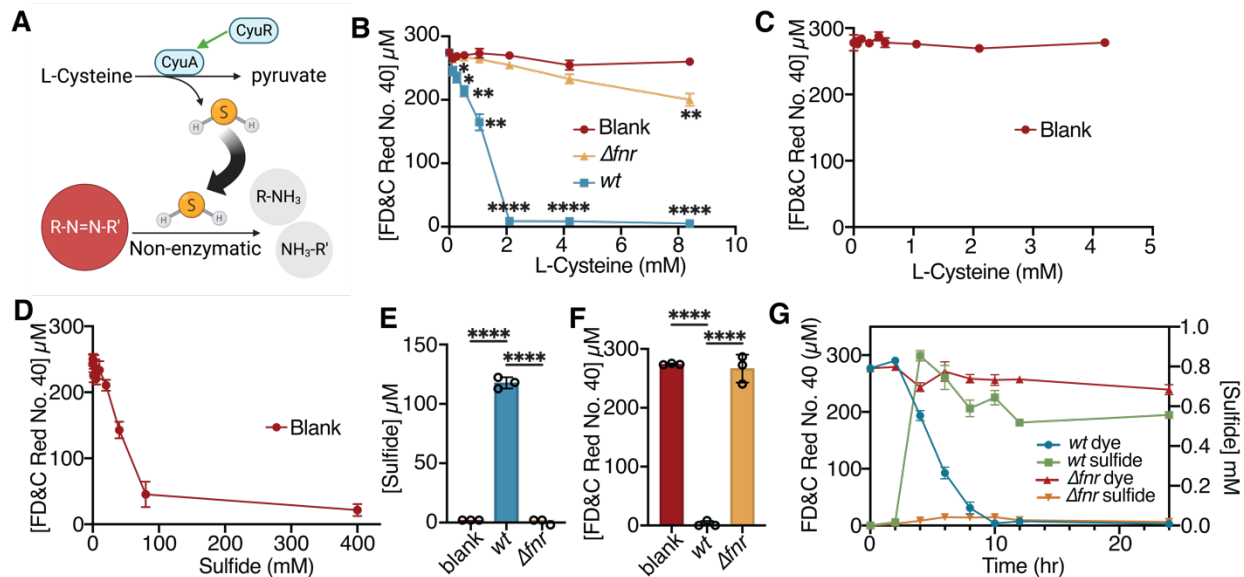 A
CyuR
CyuA
L-Cysteine
pyruvate
S
H
H
S
H
H
R-N=N-R'
Non-enzymatic
R-NH₃
NH₃-R'
B
[FD&C Red No. 40] µM
300
200
100
0
*
*
**
**
**
**** **** ****
Blank
Δfnr
wt
0 2 4 6 8 10
L-Cysteine (mM)
C
[FD&C Red No. 40] µM
300
200
100
0
Blank
0 1 2 3 4 5
L-Cysteine (mM)
D
[FD&C Red No. 40] µM
300
200
100
0
Blank
0 100 200 300 400
Sulfide (mM)
E
[Sulfide] µM
150
100
50
0
****
****
blank wt Δfnr
F
[FD&C Red No. 40] µM
300
200
100
0
****
****
blank wt Δfnr
G
FD&C Red No. 40] (µM)
300
200
100
0
[Sulfide] mM
1.0
0.8
0.6
0.4
0.2
0.0
wt dye
wt sulfide
Δfnr dye
Δfnr sulfide
0 10 20
Time (hr)